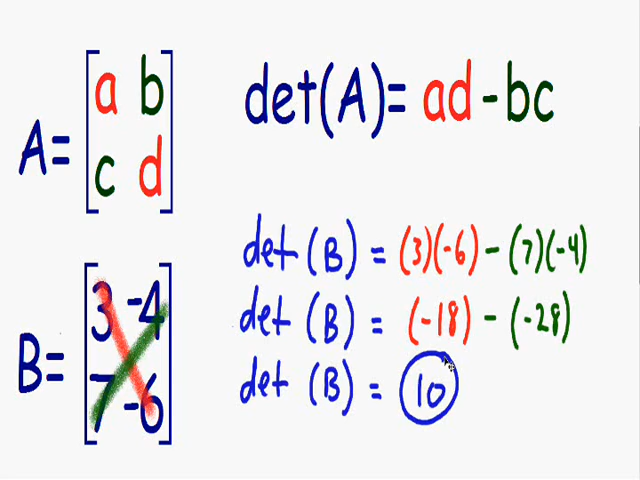 A= [a b
c d]
det(A)= ad-bc
B= [3 -4
7 -6]
det (B) = (3)(-6) - (7)(-4)
det (B) = (-18) - (-28)
det (B) = 10